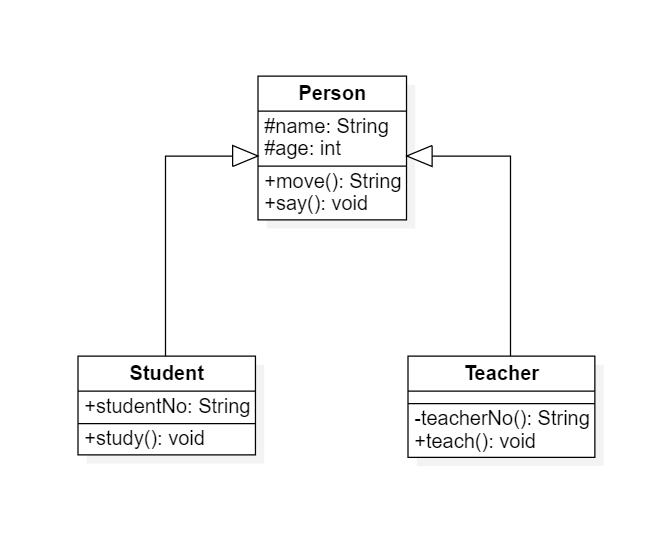 Person
#name: String
#age: int
+move(): String
+say(): void
Student
+studentNo: String
+study(): void
Teacher
-teacherNo(): String
+teach(): void